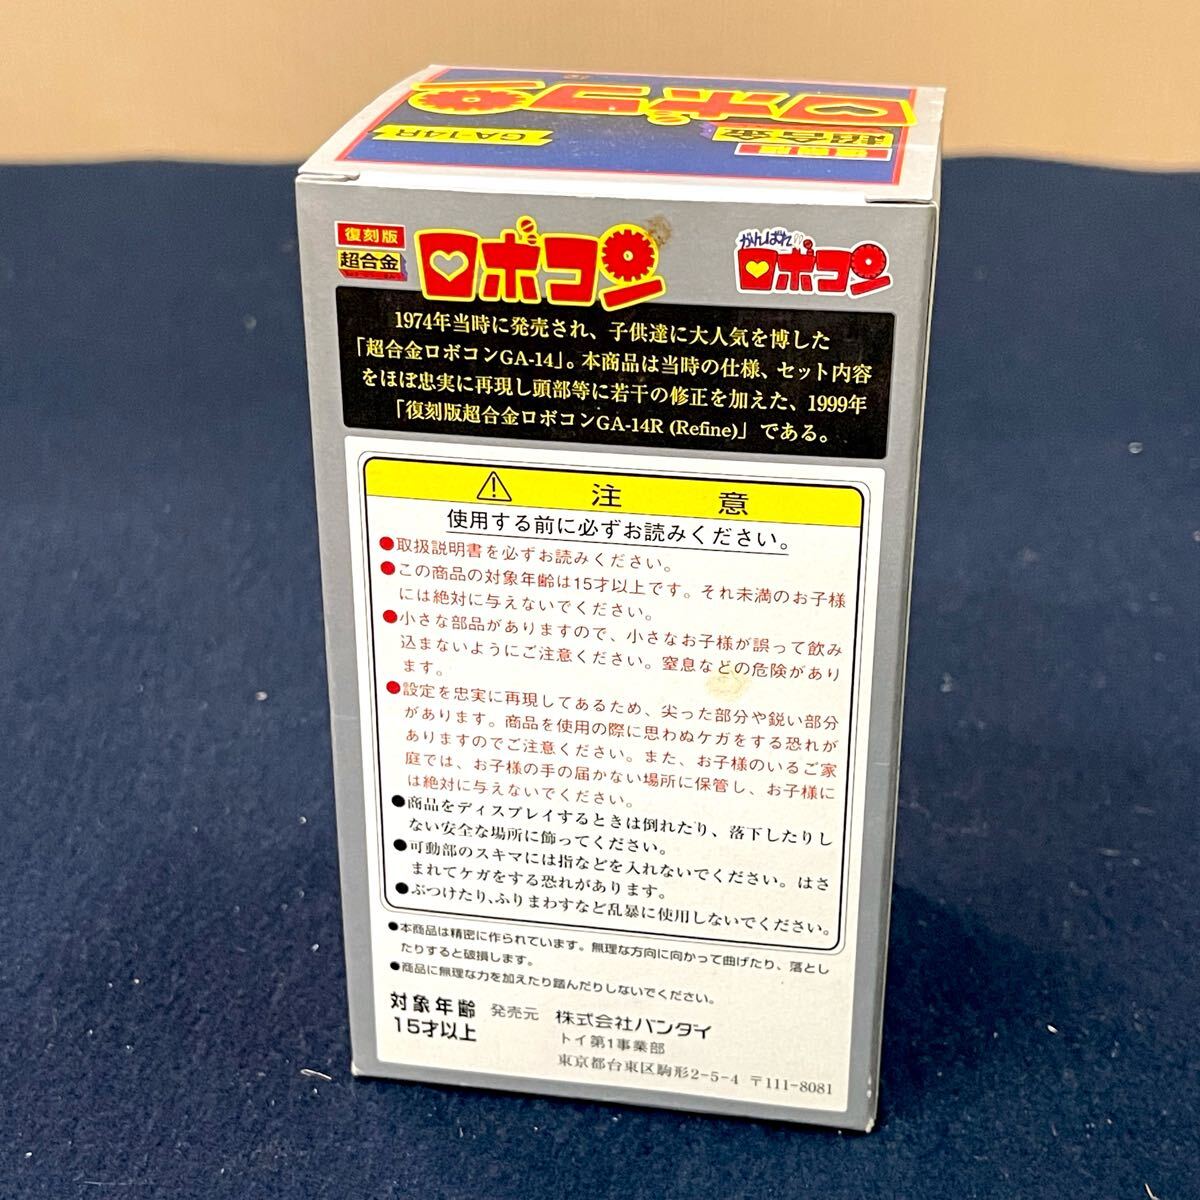 ロボコン
GA-14R
超合金
復刻版
復刻版
超合金
ロボコン
がんばれ!!
ロボコン
1974年当時に発売され、子供達に大人気を博した
「超合金ロボコンGA-14」。本商品は当時の仕様、セット内容
をほぼ忠実に再現し頭部等に若干の修正を加えた、1999年
「復刻版超合金ロボコンGA-14R (Refine)」である。
注 意
使用する前に必ずお読みください。
●取扱説明書を必ずお読みください。
●この商品の対象年齢は15才以上です。それ未満のお子様
には絶対に与えないでください。
●小さな部品がありますので、小さなお子様が誤って飲み
込まないようにご注意ください。窒息などの危険があり
ます。
●設定を忠実に再現してあるため、尖った部分や鋭い部分
があります。商品を使用の際に思わぬケガをする恐れが
ありますのでご注意ください。また、お子様のいるご家
庭では、お子様の手の届かない場所に保管し、お子様に
は絶対に与えないでください。
●商品をディスプレイするときは倒れたり、落下したりし
ない安全な場所に飾ってください。
●可動部のスキマには指などを入れないでください。はさ
まれてケガをする恐れがあります。
●ぶつけたり、ふりまわすなど乱暴に使用しないでください。
●本商品は精密に作られています。無理な方向に向かって曲げたり、落とし
たりすると破損します。
●商品に無理な力を加えたり踏んだりしないでください。
対象年齢
15才以上
発売元 株式会社バンダイ
トイ第1事業部
東京都台東区駒形2-5-4 〒111-8081